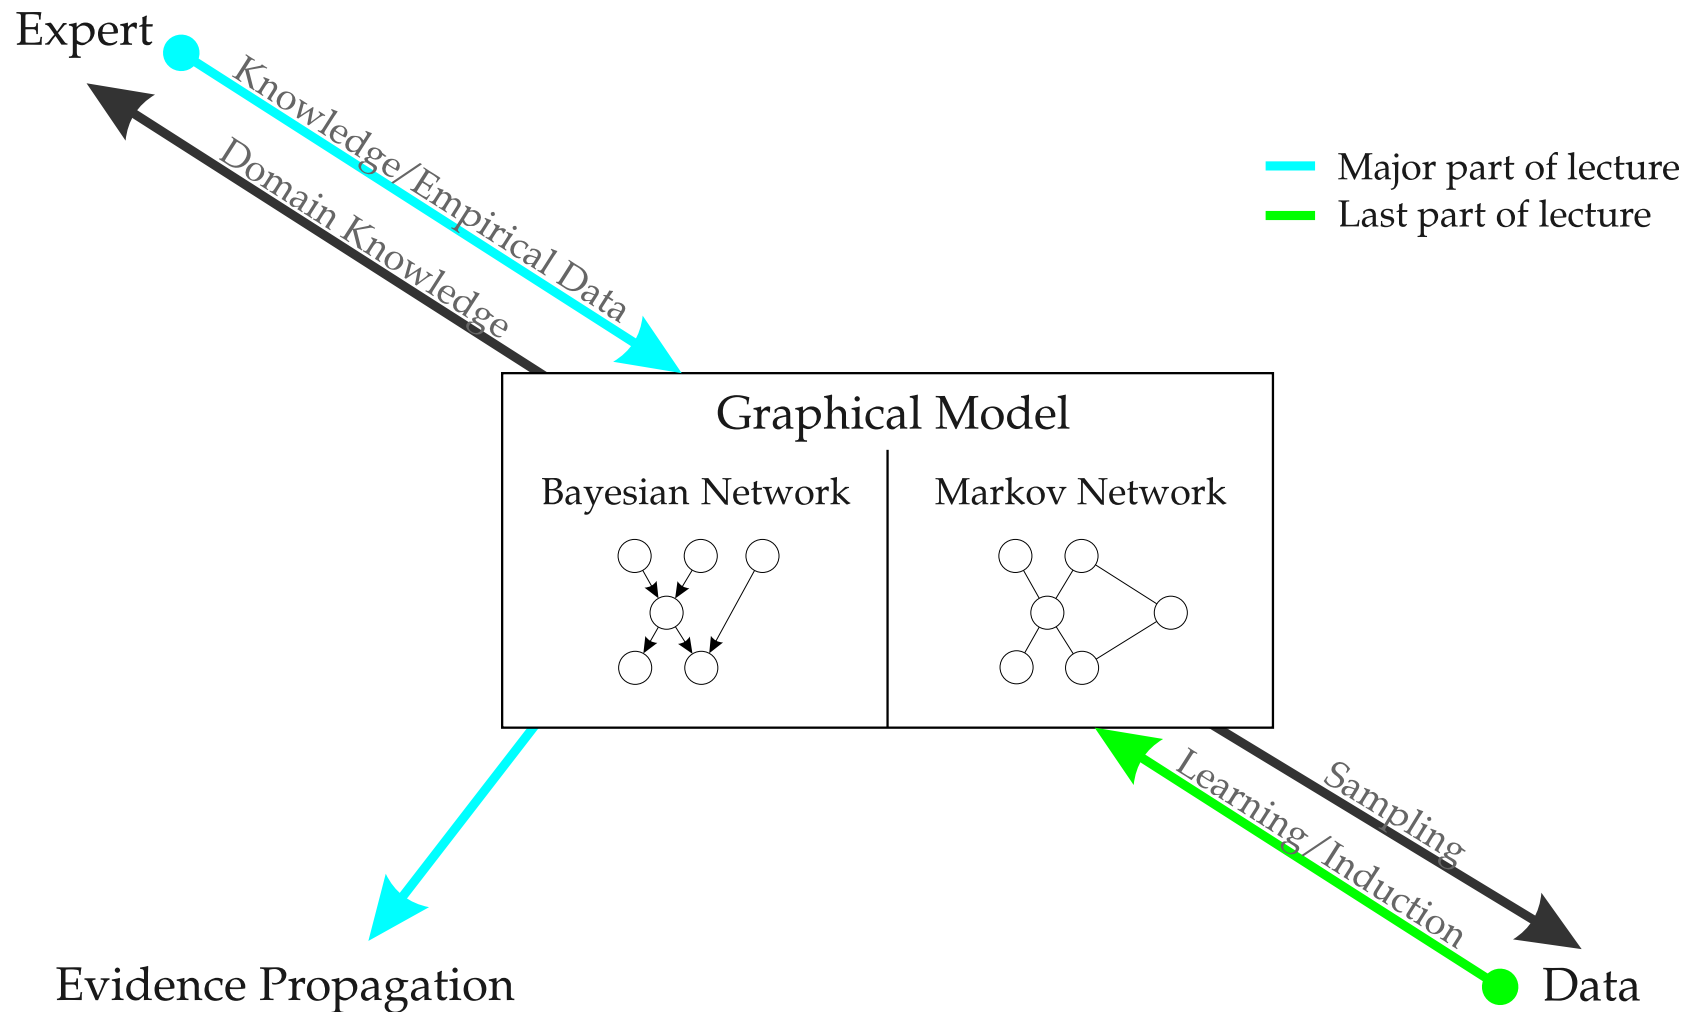 Expert
Knowledge/Empirical Data
Domain Knowledge
Major part of lecture
Last part of lecture
Graphical Model
Bayesian Network
Markov Network
Sampling
Learning/Induction
Evidence Propagation
Data